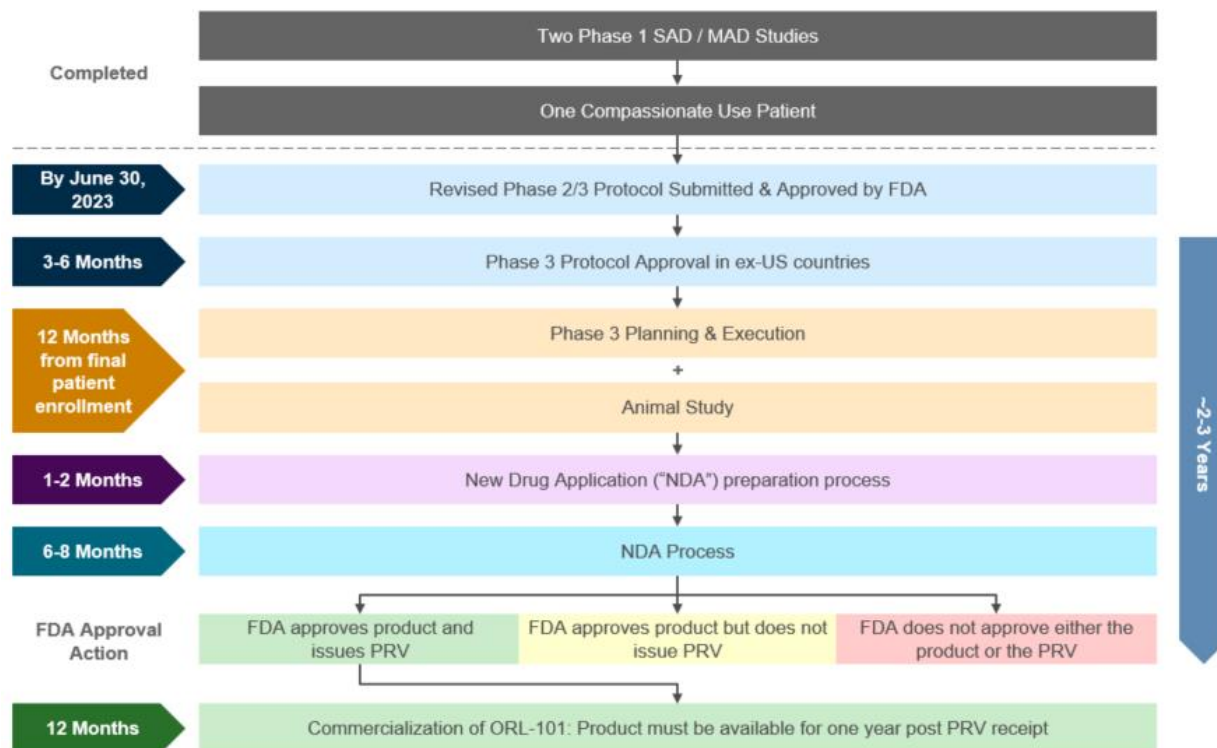 Two Phase 1 SAD / MAD Studies
Completed
One Compassionate Use Patient
By June 30,
2023
Revised Phase 2/3 Protocol Submitted & Approved by FDA
3-6 Months
Phase 3 Protocol Approval in ex-US countries
12 Months
from final
patient
enrollment
Phase 3 Planning & Execution
+
Animal Study
~2-3 Years
1-2 Months
New Drug Application (“NDA”) preparation process
6-8 Months
NDA Process
FDA Approval
Action
FDA approves product and
issues PRV
FDA approves product but does not
issue PRV
FDA does not approve either the
product or the PRV
12 Months
Commercialization of ORL-101: Product must be available for one year post PRV receipt